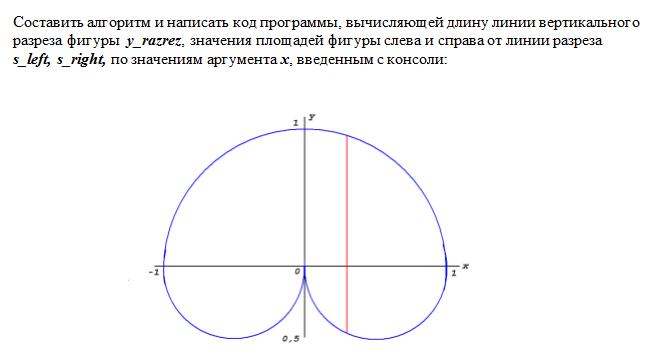 Составить алгоритм и написать код программы, вычисляющей длину линии вертикального
разреза фигуры y_razrez, значения площадей фигуры слева и справа от линии разреза
s_left, s_right, по значениям аргумента x, введенным с консоли:
1 y
-1 0 1 x
0,5